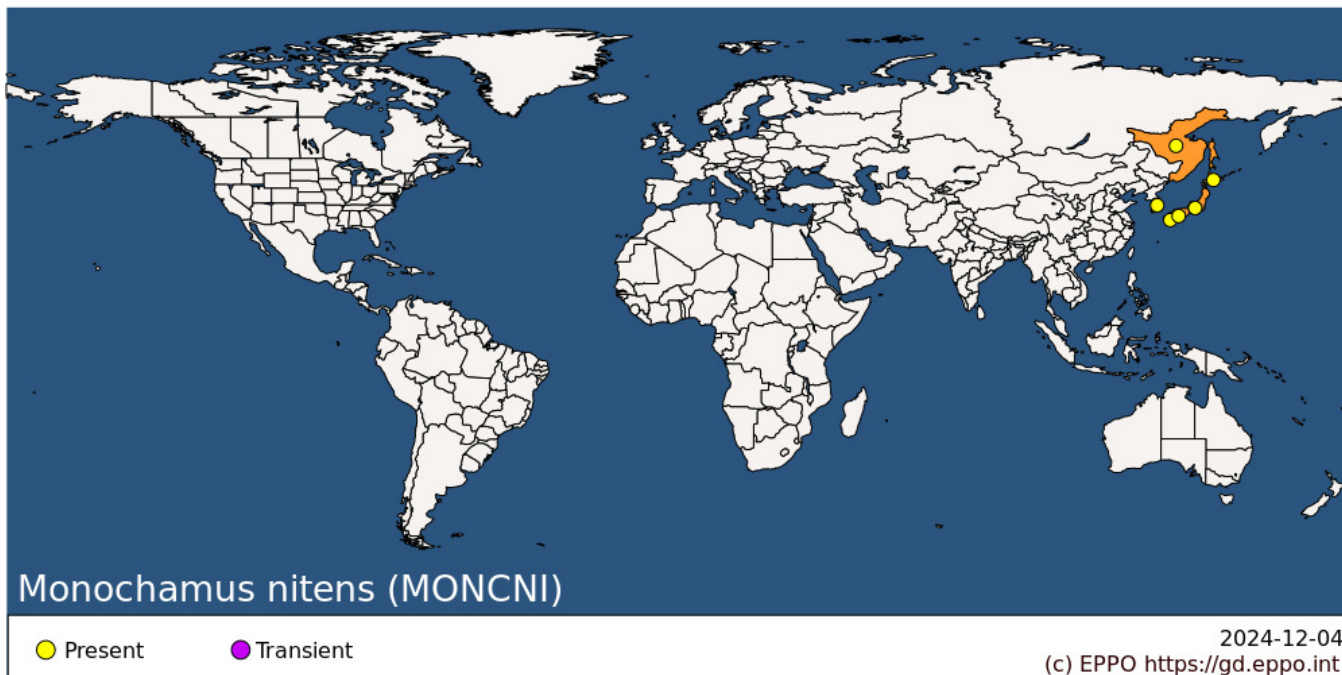 Monochamus nitens (MONCNI)
Present
Transient
2024-12-04
(c) EPPO https://gd.eppo.int